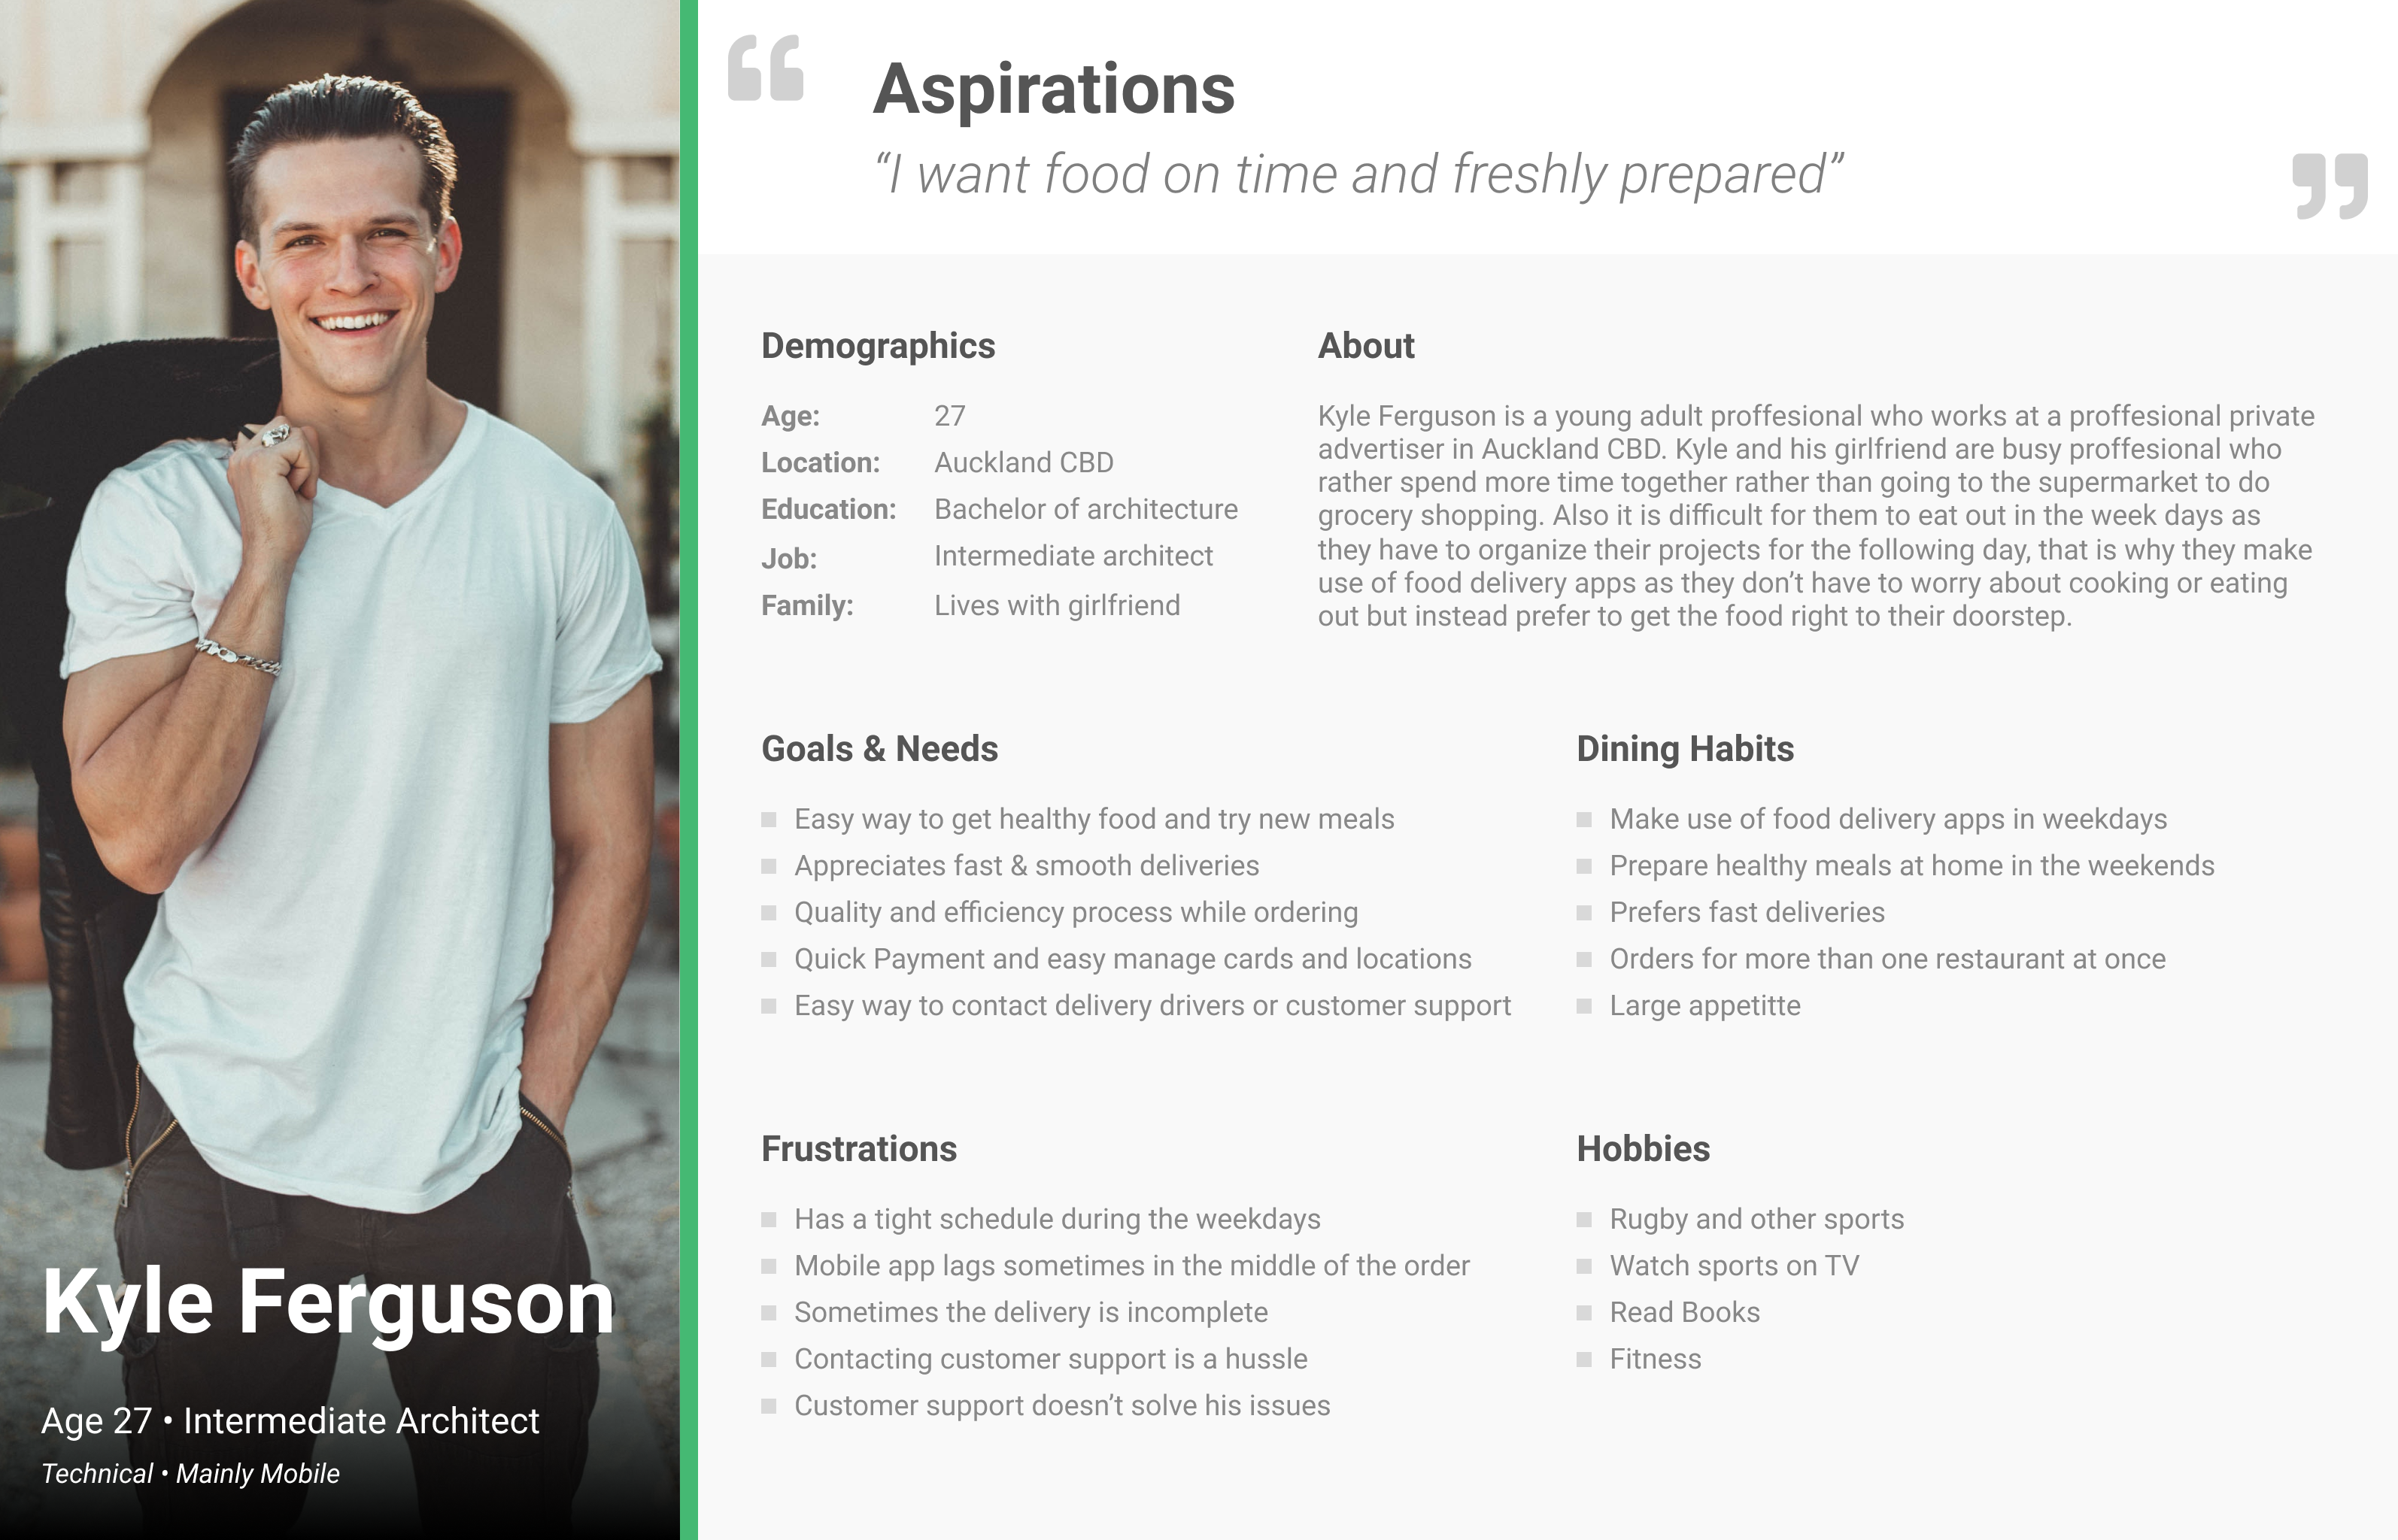 Kyle Ferguson
Age 27 • Intermediate Architect
Technical • Mainly Mobile
Aspirations
“I want food on time and freshly prepared”
Demographics
Age: 27
Location: Auckland CBD
Education: Bachelor of architecture
Job: Intermediate architect
Family: Lives with girlfriend
About
Kyle Ferguson is a young adult proffesional who works at a proffesional private
advertiser in Auckland CBD. Kyle and his girlfriend are busy proffesional who
rather spend more time together rather than going to the supermarket to do
grocery shopping. Also it is difficult for them to eat out in the week days as
they have to organize their projects for the following day, that is why they make
use of food delivery apps as they don’t have to worry about cooking or eating
out but instead prefer to get the food right to their doorstep.
Goals & Needs
Easy way to get healthy food and try new meals
Appreciates fast & smooth deliveries
Quality and efficiency process while ordering
Quick Payment and easy manage cards and locations
Easy way to contact delivery drivers or customer support
Dining Habits
Make use of food delivery apps in weekdays
Prepare healthy meals at home in the weekends
Prefers fast deliveries
Orders for more than one restaurant at once
Large appetitte
Frustrations
Has a tight schedule during the weekdays
Mobile app lags sometimes in the middle of the order
Sometimes the delivery is incomplete
Contacting customer support is a hussle
Customer support doesn’t solve his issues
Hobbies
Rugby and other sports
Watch sports on TV
Read Books
Fitness